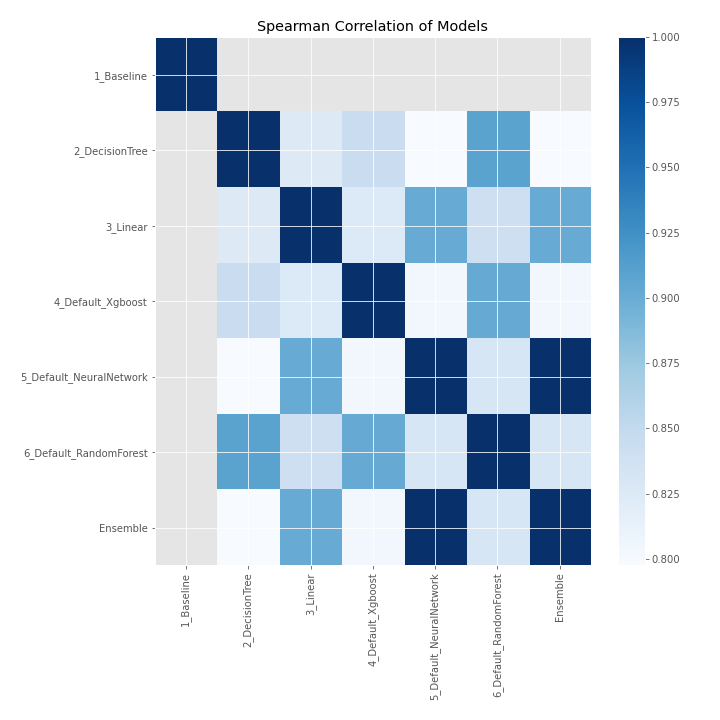 Spearman Correlation of Models
1_Baseline
2_DecisionTree
3_Linear
4_Default_Xgboost
5_Default_NeuralNetwork
6_Default_RandomForest
Ensemble
1_Baseline
2_DecisionTree
3_Linear
4_Default_Xgboost
5_Default_NeuralNetwork
6_Default_RandomForest
Ensemble
1.000
0.975
0.950
0.925
0.900
0.875
0.850
0.825
0.800